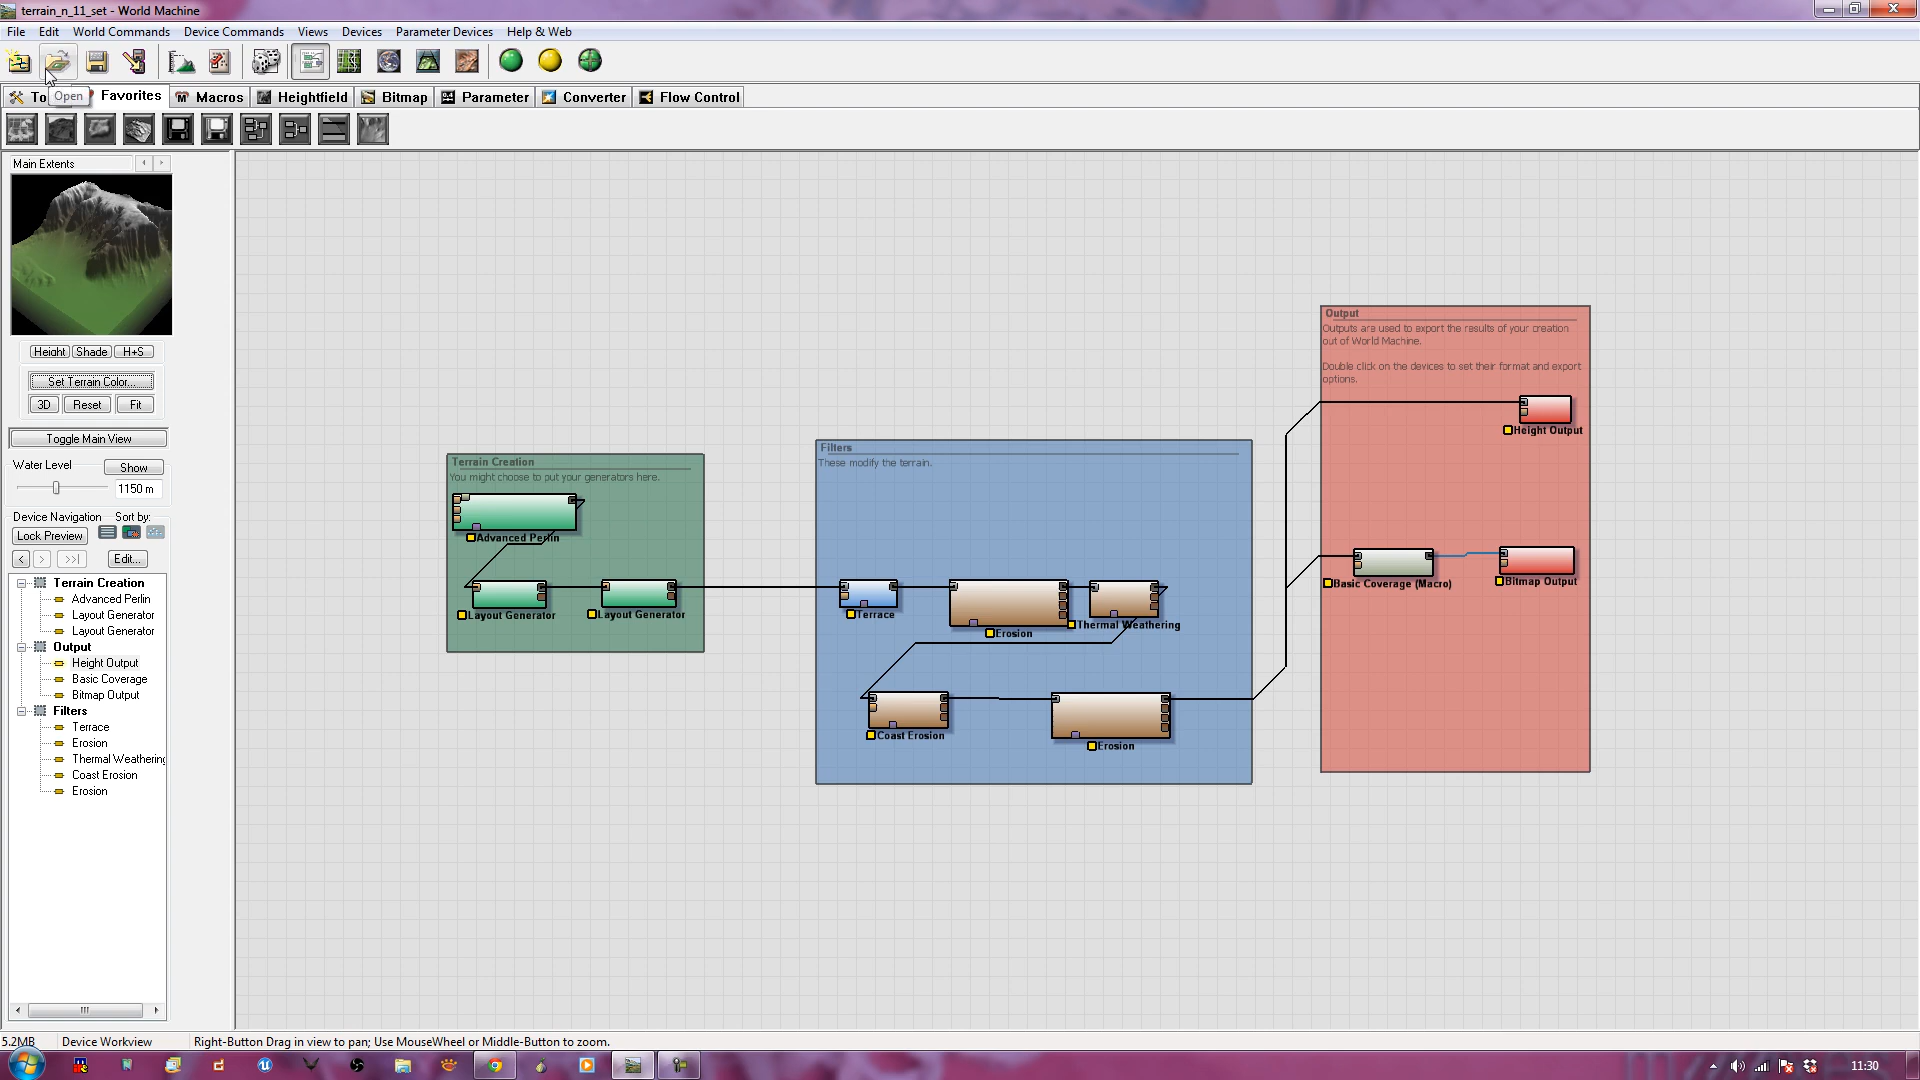 terrain_n_11_set - World Machine
File Edit World Commands Device Commands Views Devices Parameter Devices Help & Web
To Favorites Macros Heightfield Bitmap Parameter Converter Flow Control
Open
Main Extents
Height Shade H+S
Set Terrain Color...
3D Reset Fit
Toggle Main View
Water Level Show
1150 m
Device Navigation Sort by:
Lock Preview
Edit...
Terrain Creation
Advanced Perlin
Layout Generator
Layout Generator
Output
Height Output
Basic Coverage
Bitmap Output
Filters
Terrace
Erosion
Thermal Weathering
Coast Erosion
Erosion
Terrain Creation
You might choose to put your generators here.
Advanced Perlin
Layout Generator
Layout Generator
Filters
These modify the terrain.
Terrace
Erosion
Thermal Weathering
Coast Erosion
Erosion
Output
Outputs are used to export the results of your creation
out of World Machine.
Double click on the devices to set their format and export
options.
Height Output
Basic Coverage (Macro)
Bitmap Output
5.2MB Device Workview Right-Button Drag in view to pan; Use MouseWheel or Middle-Button to zoom.
11:30